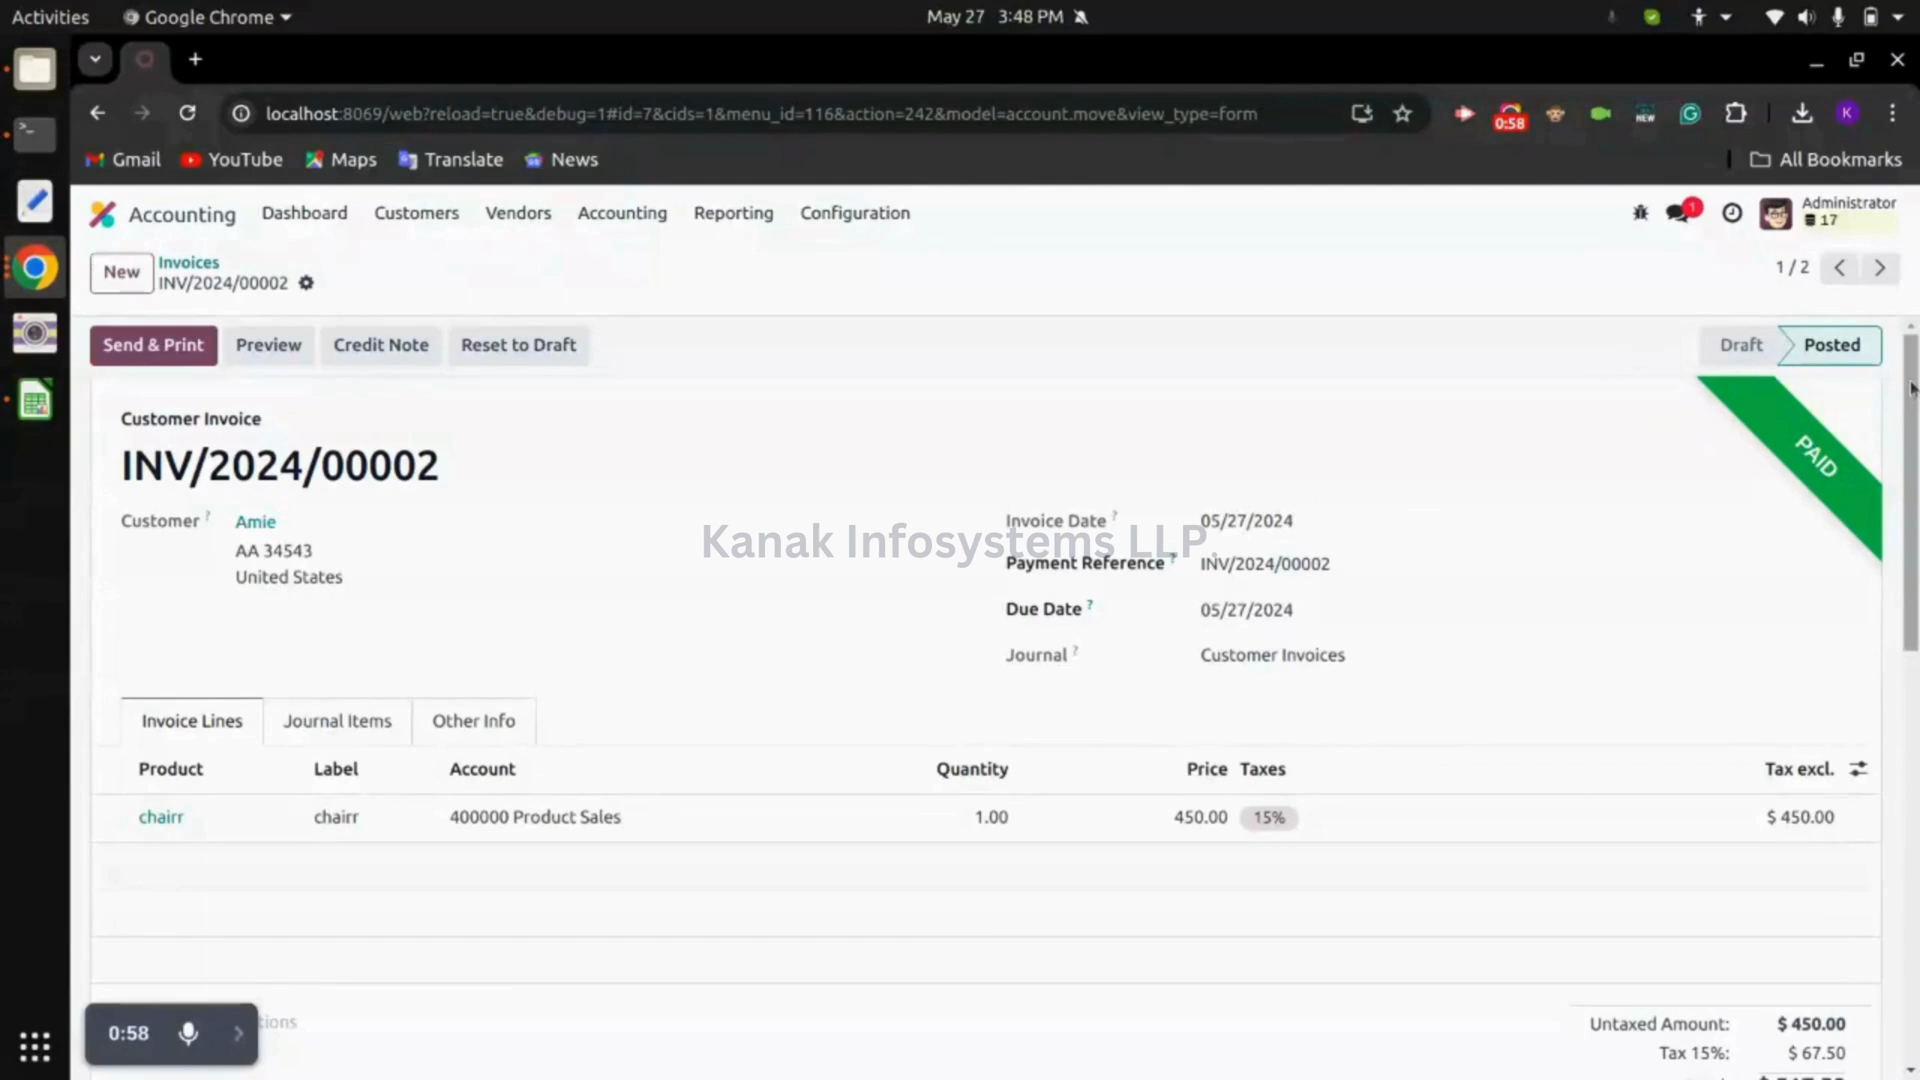 Activities Google Chrome May 27 3:48 PM
localhost:8069/web?reload=true&debug=1#id=7&cids=1&menu_id=116&action=242&model=account.move&view_type=form 0:58 NEW K
Gmail YouTube Maps Translate News All Bookmarks
Accounting Dashboard Customers Vendors Accounting Reporting Configuration 1 Administrator
17
New Invoices 1 / 2
INV/2024/00002
Send & Print Preview Credit Note Reset to Draft Draft Posted
PAID
Customer Invoice
INV/2024/00002
Customer ? Amie Invoice Date ? 05/27/2024
Kanak Infosystems LLP.
AA 34543
United States
Payment Reference ? INV/2024/00002
Due Date ? 05/27/2024
Journal ? Customer Invoices
Invoice Lines Journal Items Other Info
Product Label Account Quantity Price Taxes Tax excl.
chairr chairr 400000 Product Sales 1.00 450.00 15% $ 450.00
0:58
Untaxed Amount: $ 450.00
Tax 15%: $ 67.50